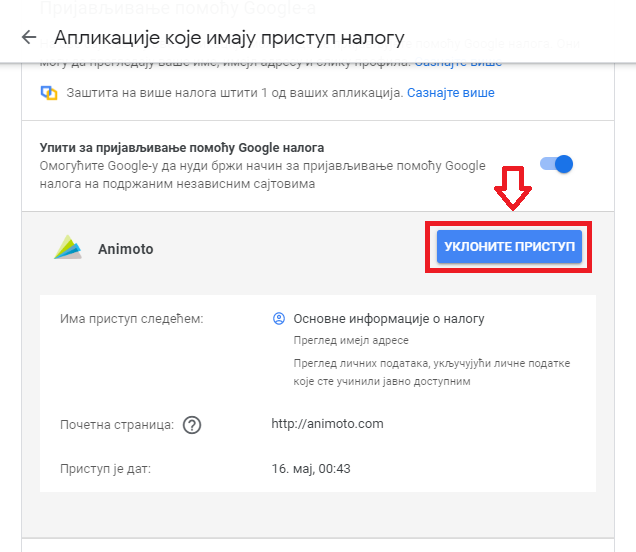 Пријављивање помоћу Google-а
Апликације које имају приступ налогу
могу да прегледају ваше име, имејл адресу и слику профила. Сазнајте више
Заштита на више налога штити 1 од ваших апликација. Сазнајте више
Упити за пријављивање помоћу Google налога
Омогућите Google-у да нуди бржи начин за пријављивање помоћу Google
налога на подржаним независним сајтовима
Animoto
УКЛОНИТЕ ПРИСТУП
Има приступ следећем:
Основне информације о налогу
Преглед имејл адресе
Преглед личних података, укључујући личне податке
које сте учинили јавно доступним
Почетна страница:
http://animoto.com
Приступ је дат:
16. мај, 00:43